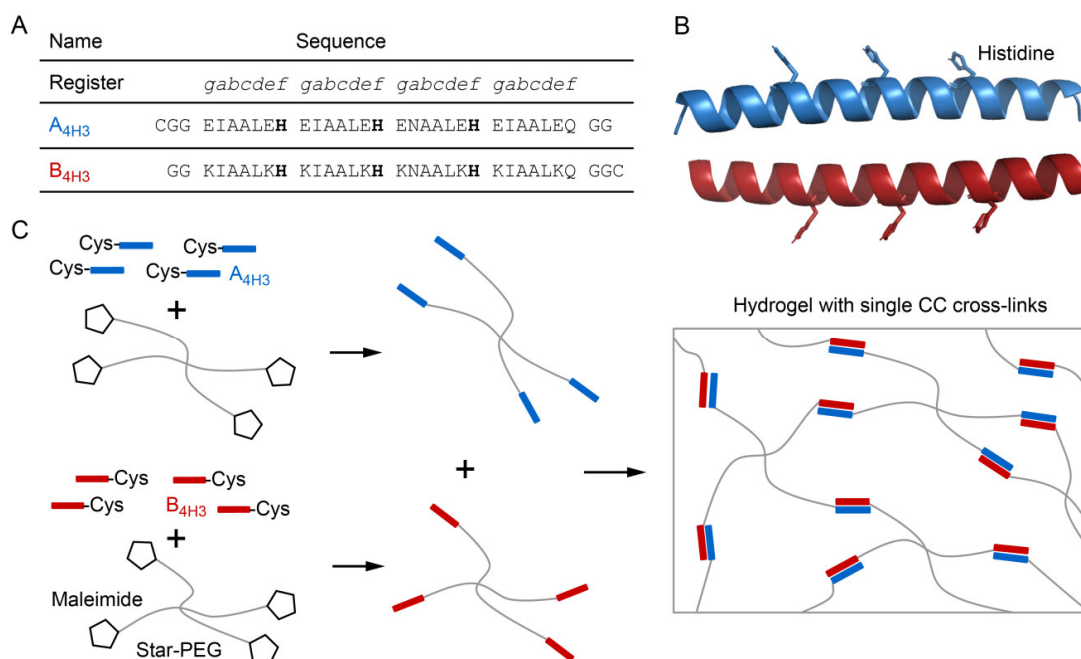 A
Name Sequence
Register gabcdef gabcdef gabcdef gabcdef
A4H3 CGG EIAALEH EIAALEH ENAALEH EIAALEQ GG
B4H3 GG KIAALKH KIAALKH KNAALKH KIAALKQ GGC
B
Histidine
C
Cys
Cys
Cys
Cys
A4H3
+
Cys
Cys
B4H3
Cys
Cys
+
Maleimide
Star-PEG
+
Hydrogel with single CC cross-links